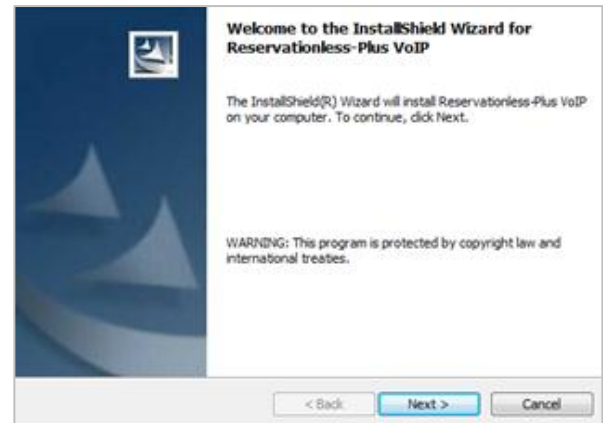 Welcome to the InstallShield Wizard for
Reservationless-Plus VoIP
The InstallShield(R) Wizard will install Reservationless-Plus VoIP
on your computer. To continue, click Next.
WARNING: This program is protected by copyright law and
international treaties.
< Back
Next >
Cancel